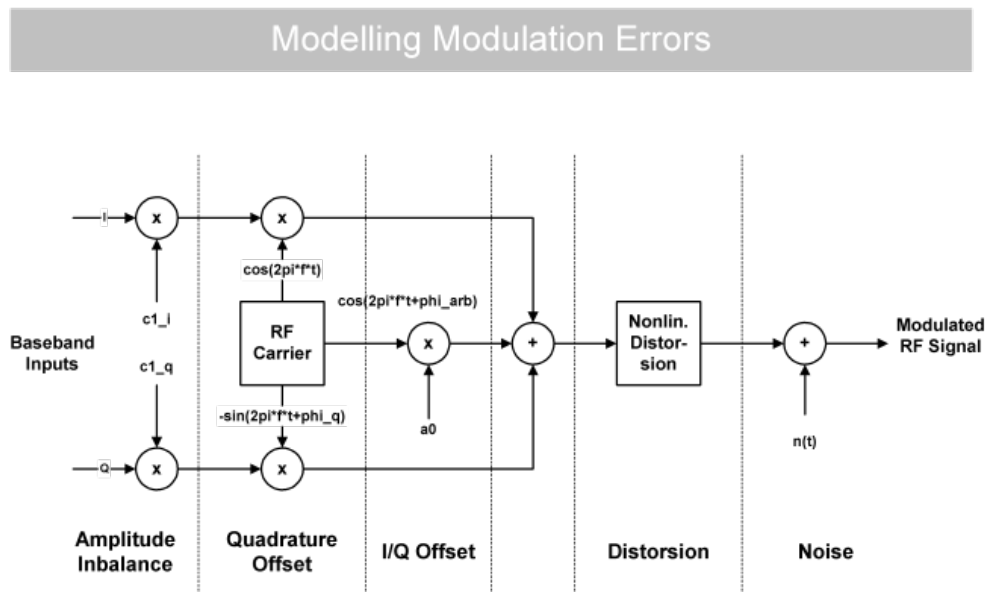 Modelling Modulation Errors
I
x
x
cos(2pi*f*t)
cos(2pi*f*t+phi_arb)
c1_i
Baseband
Inputs
c1_q
RF
Carrier
x
+
Nonlin.
Distor-
sion
+
Modulated
RF Signal
-sin(2pi*f*t+phi_q)
a0
n(t)
Q
x
x
Amplitude
Inbalance
Quadrature
Offset
I/Q Offset
Distorsion
Noise